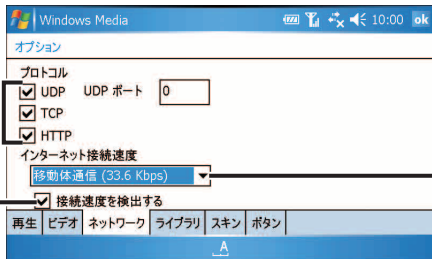 Windows Media 10:00 ok
オプション
プロトコル
UDP UDP ポート 0
TCP
HTTP
インターネット接続速度
移動体通信 (33.6 Kbps)
接続速度を検出する
再生 ビデオ ネットワーク ライブラリ スキン ボタン
A